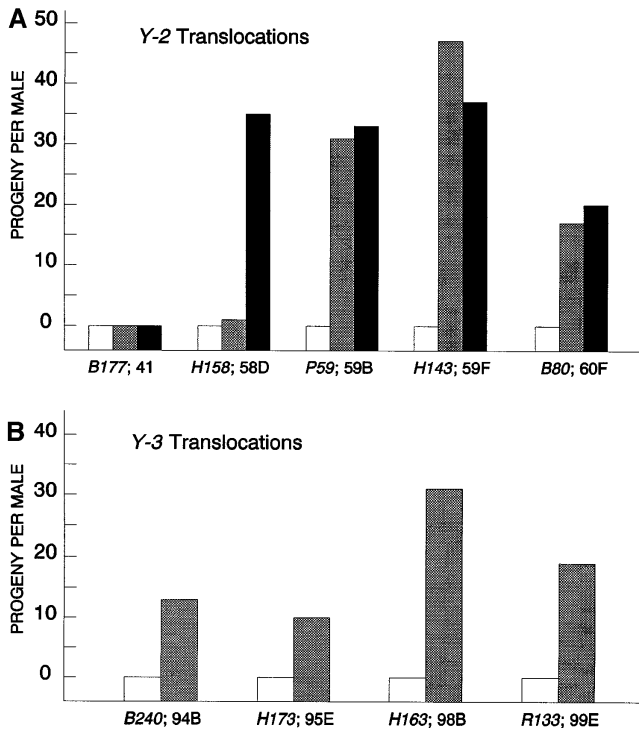 A
Y-2 Translocations
PROGENY PER MALE
50
40
30
20
10
0
B177; 41 H158; 58D P59; 59B H143; 59F B80; 60F
B
Y-3 Translocations
PROGENY PER MALE
40
30
20
10
0
B240; 94B H173; 95E H163; 98B R133; 99E